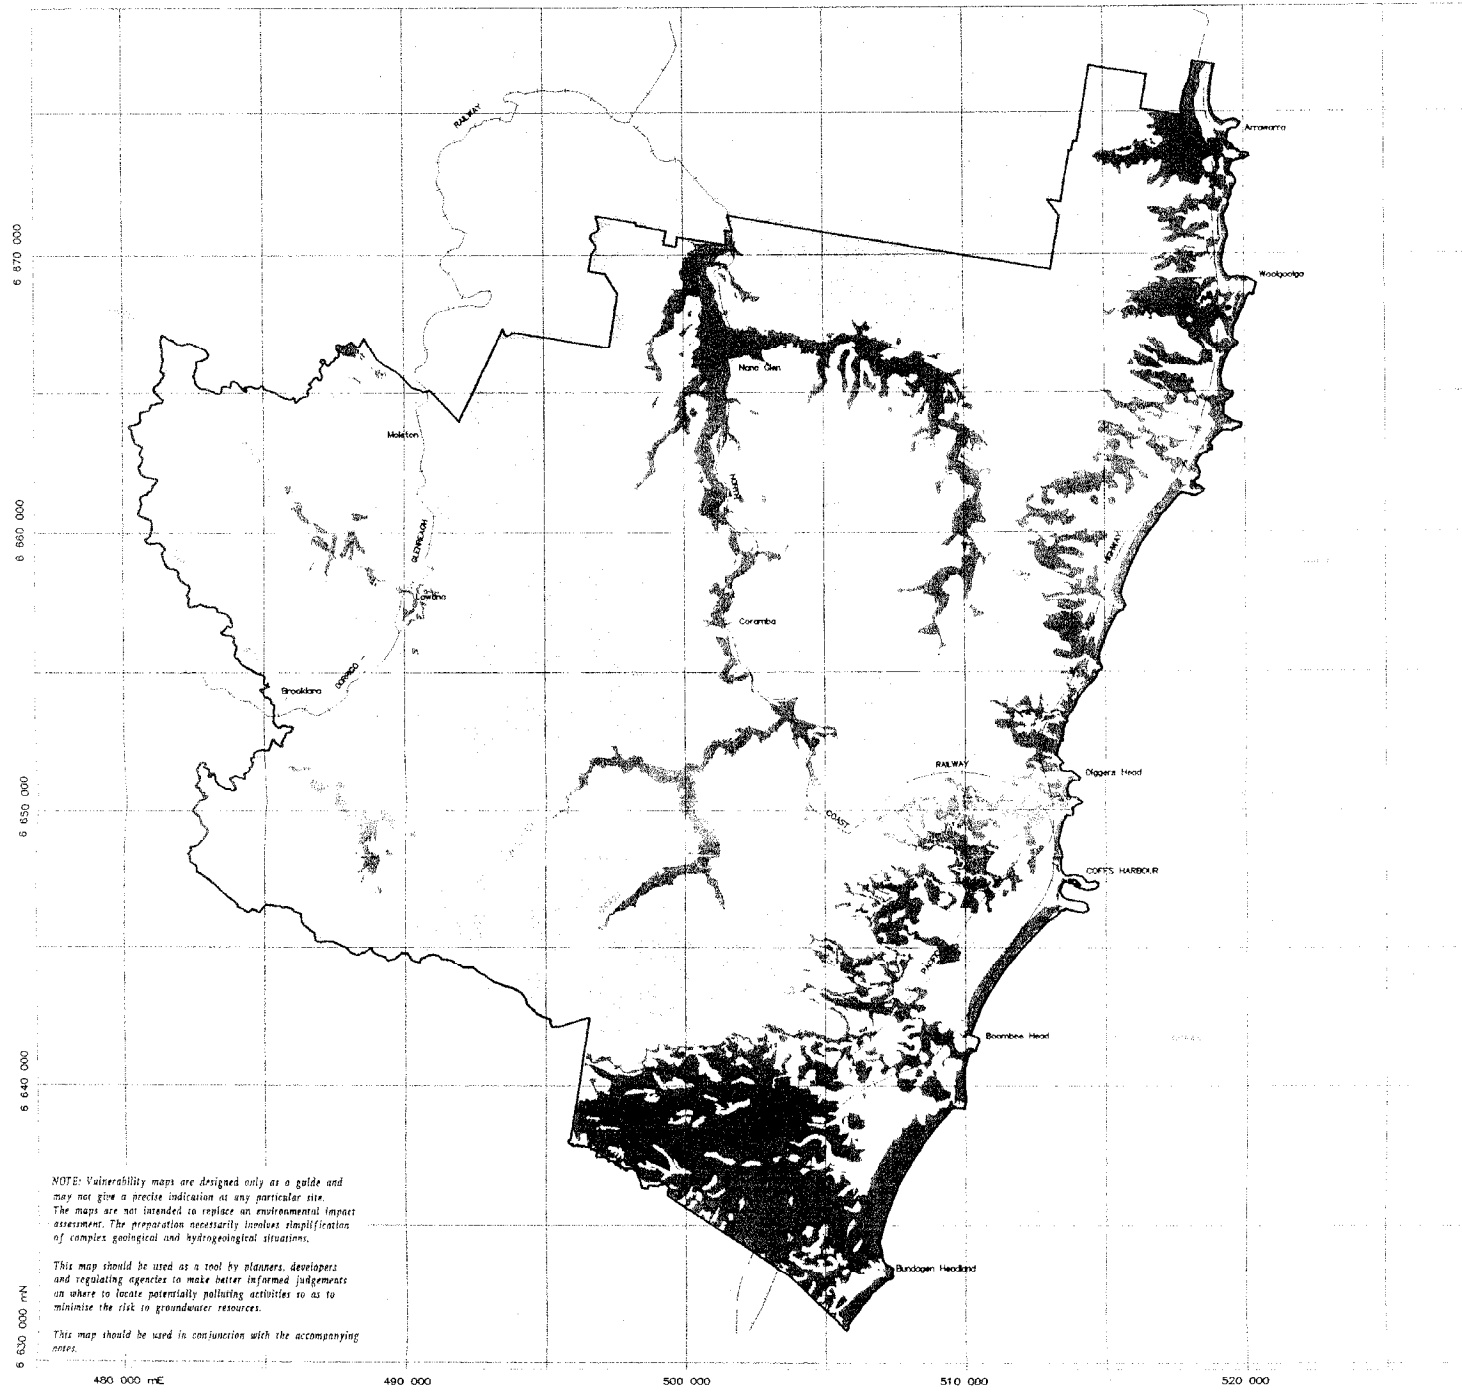 RAILWAY
Arrawarra
6 670 000
Woolgoolga
Nana Glen
Moleton
NORTH
6 660 000
GLENREAGH
HIGHWAY
Lowana
Coramba
DORRIGO
Brooklana
RAILWAY
Diggers Head
6 650 000
COAST
COFFS HARBOUR
PACIFIC
Boambee Head
6 640 000
NOTE: Vulnerability maps are designed only as a guide and
may not give a precise indication at any particular site.
The maps are not intended to replace an environmental impact
assessment. The preparation necessarily involves simplification
of complex geological and hydrogeological situations.
This map should be used as a tool by planners, developers
and regulating agencies to make better informed judgements
on where to locate potentially polluting activities so as to
minimise the risk to groundwater resources.
This map should be used in conjunction with the accompanying
notes.
Bundagen Headland
6 630 000 mN
480 000 mE
490 000
500 000
510 000
520 000